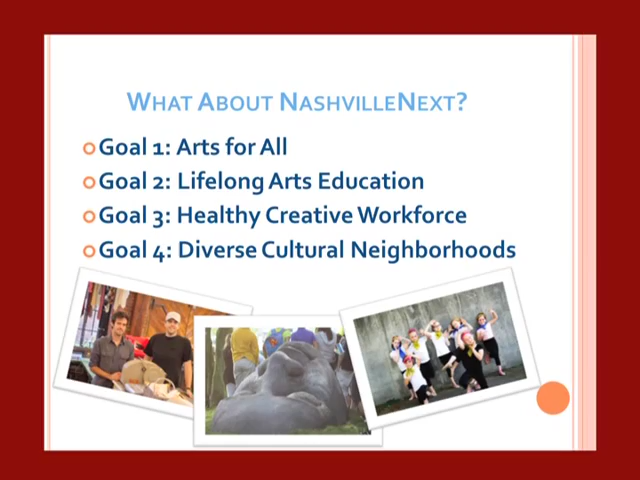 What About NashvilleNext?
Goal 1: Arts for All
Goal 2: Lifelong Arts Education
Goal 3: Healthy Creative Workforce
Goal 4: Diverse Cultural Neighborhoods